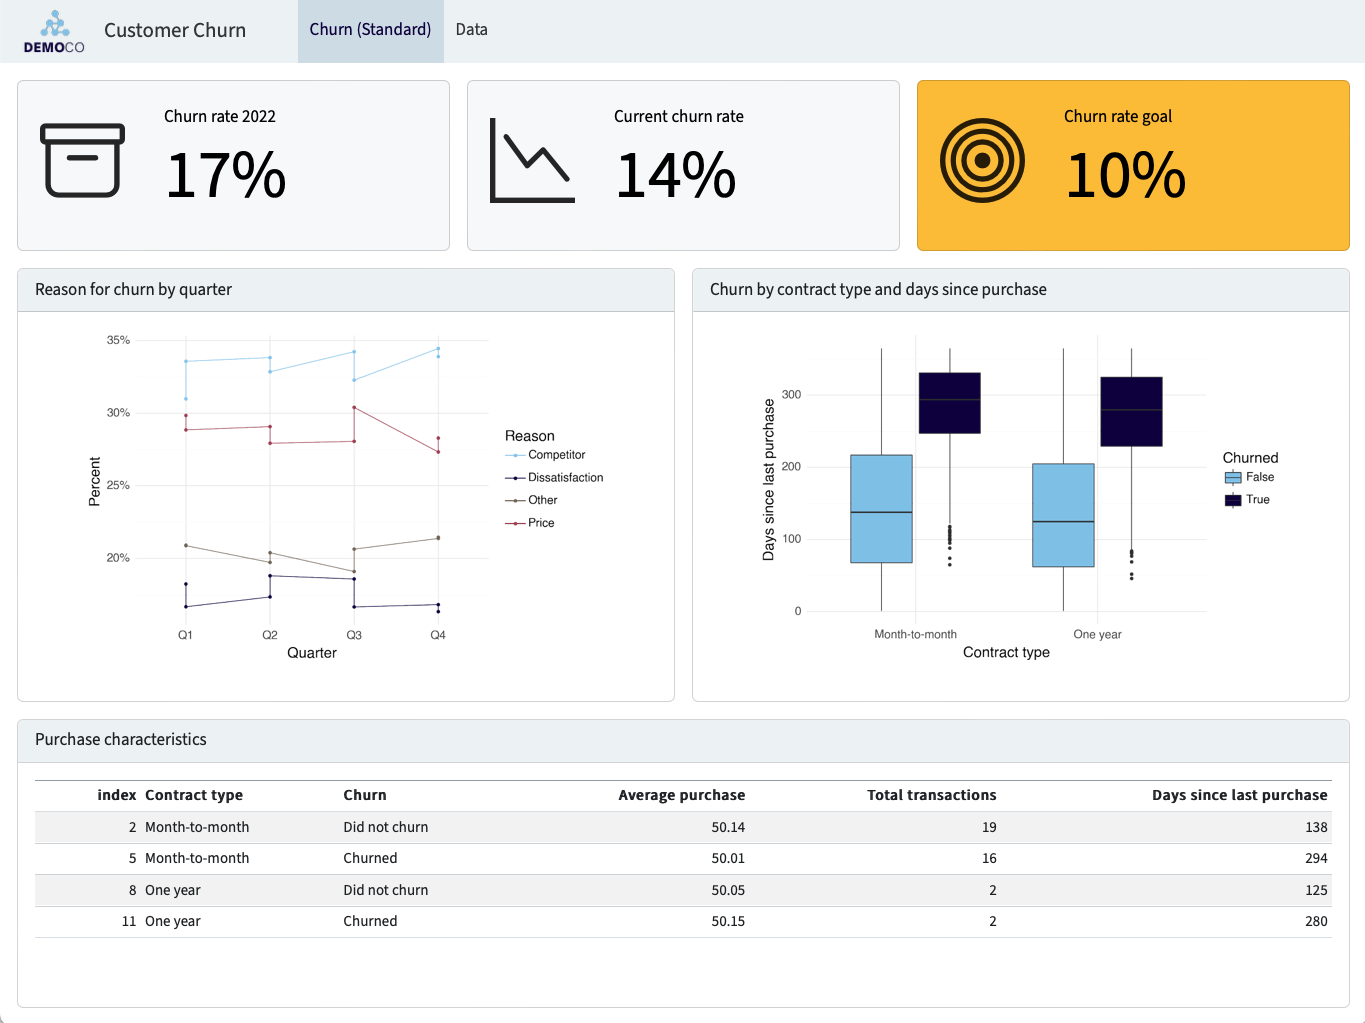 DEMOCO
Customer Churn
Churn (Standard)
Data
Churn rate 2022
17%
Current churn rate
14%
Churn rate goal
10%
Reason for churn by quarter
35%
30%
25%
20%
Percent
Q1 Q2 Q3 Q4
Quarter
Reason
Competitor
Dissatisfaction
Other
Price
Churn by contract type and days since purchase
300
200
100
0
Days since last purchase
Month-to-month One year
Contract type
Churned
False
True
Purchase characteristics
index Contract type Churn Average purchase Total transactions Days since last purchase
2 Month-to-month Did not churn 50.14 19 138
5 Month-to-month Churned 50.01 16 294
8 One year Did not churn 50.05 2 125
11 One year Churned 50.15 2 280